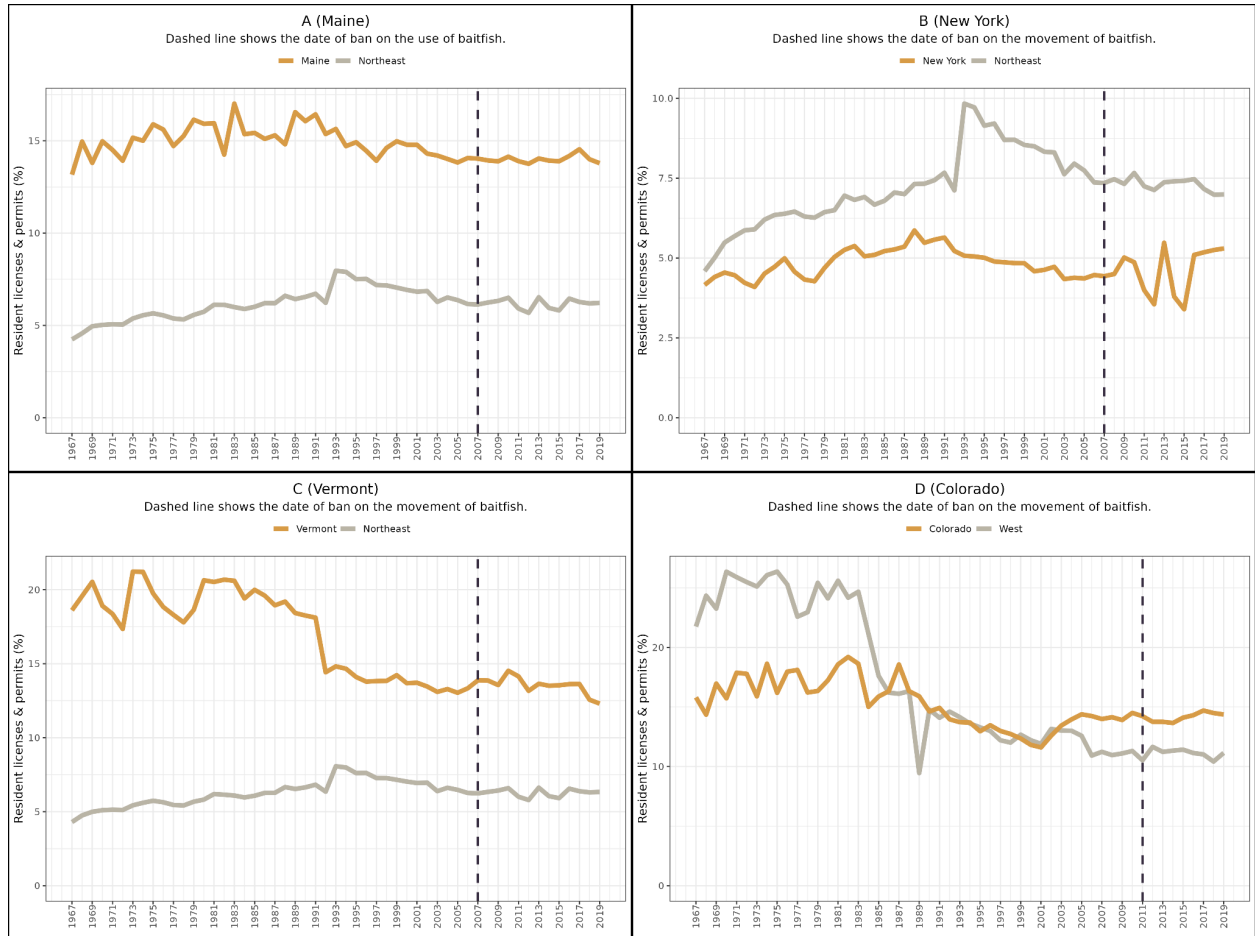 A (Maine)
Dashed line shows the date of ban on the use of baitfish.
Maine Northeast
Resident licenses & permits (%)
15
10
5
0
1967 1969 1971 1973 1975 1977 1979 1981 1983 1985 1987 1989 1991 1993 1995 1997 1999 2001 2003 2005 2007 2009 2011 2013 2015 2017 2019
B (New York)
Dashed line shows the date of ban on the movement of baitfish.
New York Northeast
Resident licenses & permits (%)
10.0
7.5
5.0
2.5
0.0
1967 1969 1971 1973 1975 1977 1979 1981 1983 1985 1987 1989 1991 1993 1995 1997 1999 2001 2003 2005 2007 2009 2011 2013 2015 2017 2019
C (Vermont)
Dashed line shows the date of ban on the movement of baitfish.
Vermont Northeast
Resident licenses & permits (%)
20
15
10
5
0
1967 1969 1971 1973 1975 1977 1979 1981 1983 1985 1987 1989 1991 1993 1995 1997 1999 2001 2003 2005 2007 2009 2011 2013 2015 2017 2019
D (Colorado)
Dashed line shows the date of ban on the movement of baitfish.
Colorado West
Resident licenses & permits (%)
20
10
0
1967 1969 1971 1973 1975 1977 1979 1981 1983 1985 1987 1989 1991 1993 1995 1997 1999 2001 2003 2005 2007 2009 2011 2013 2015 2017 2019